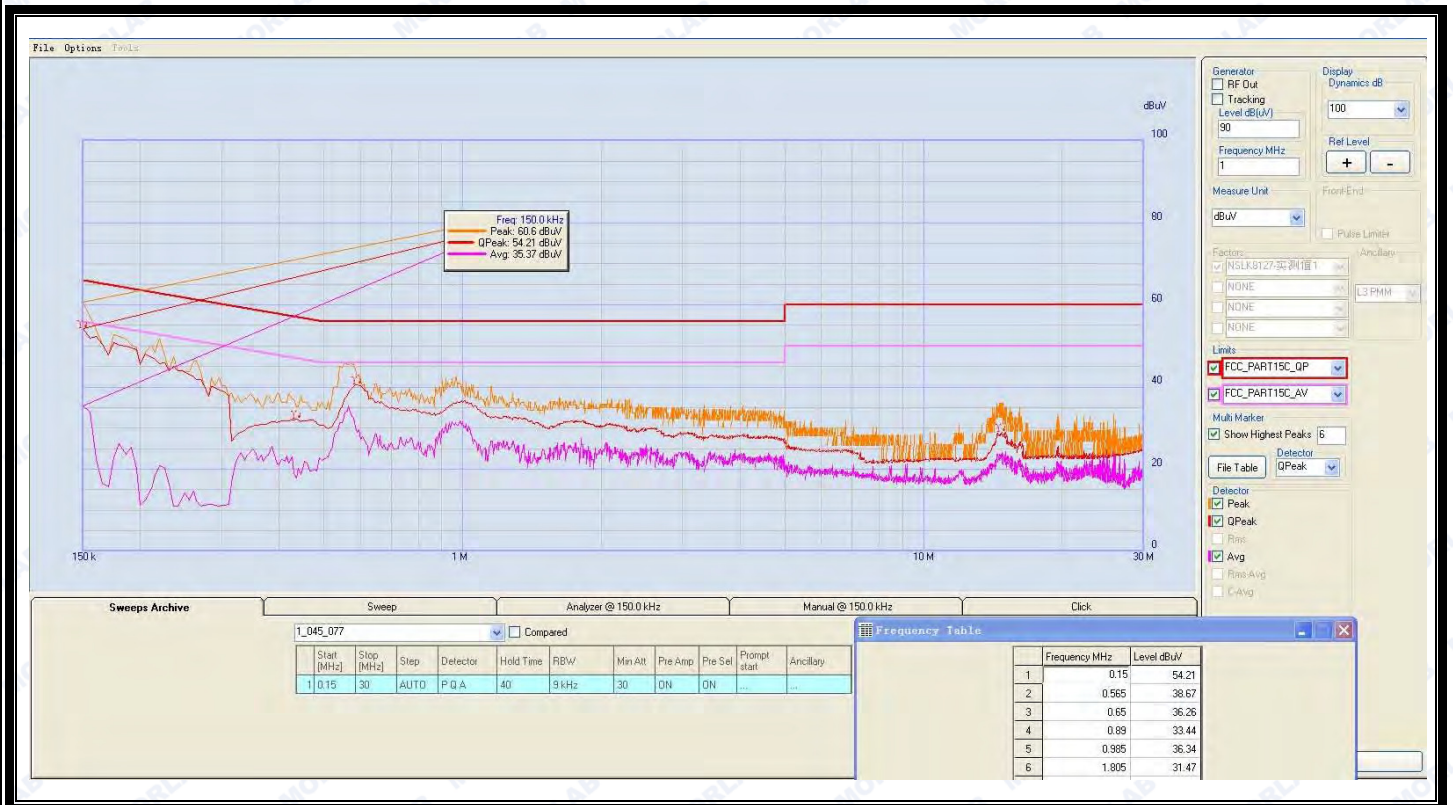 File Options Tools
dBuV
100
80
60
40
20
0
150 k
1 M
10 M
30 M
Freq: 150.0 kHz
Peak: 60.6 dBuV
QPeak: 54.21 dBuV
Avg: 35.37 dBuV
Generator
RF Out
Tracking
Level dB(uV)
90
Frequency MHz
1
Display
Dynamics dB
100
Ref Level
+ -
Measure Unit
dBuV
Front-End
Pulse Limiter
Factors
NSLK8127-实测值1
NONE
NONE
NONE
Ancillary
L3 PMM
Limits
FCC_PART15C_QP
FCC_PART15C_AV
Multi Marker
Show Highest Peaks 6
File Table
Detector
QPeak
Detector
Peak
QPeak
Rms
Avg
Rms-Avg
C-Avg
Sweeps Archive Sweep Analyzer @ 150.0 kHz Manual @ 150.0 kHz Click
1_045_077 Compared
Start [MHz] Stop [MHz] Step Detector Hold Time RBW Min Att Pre Amp Pre Sel Prompt start Ancillary
1 0.15 30 AUTO P Q A 40 9 kHz 30 ON ON ... ...
Frequency Table
Frequency MHz Level dBuV
1 0.15 54.21
2 0.565 38.67
3 0.65 36.26
4 0.89 33.44
5 0.985 36.34
6 1.805 31.47